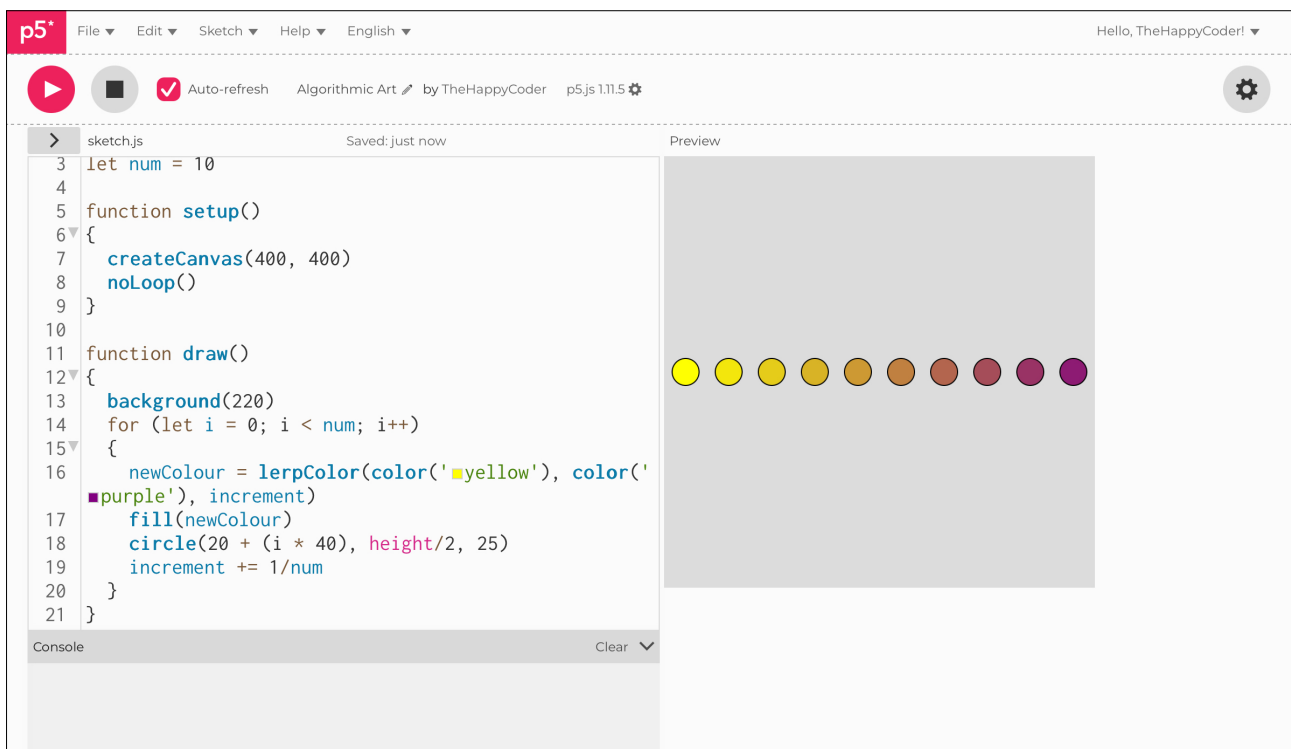 p5* File Edit Sketch Help English Hello, TheHappyCoder!
Auto-refresh Algorithmic Art by TheHappyCoder p5.js 1.11.5
sketch.js Saved: just now Preview
3 let num = 10
4
5 function setup()
6 {
7   createCanvas(400, 400)
8   noLoop()
9 }
10
11 function draw()
12 {
13   background(220)
14   for (let i = 0; i < num; i++)
15   {
16     newColour = lerpColor(color('yellow'), color('
purple'), increment)
17     fill(newColour)
18     circle(20 + (i * 40), height/2, 25)
19     increment += 1/num
20   }
21 }
Console Clear